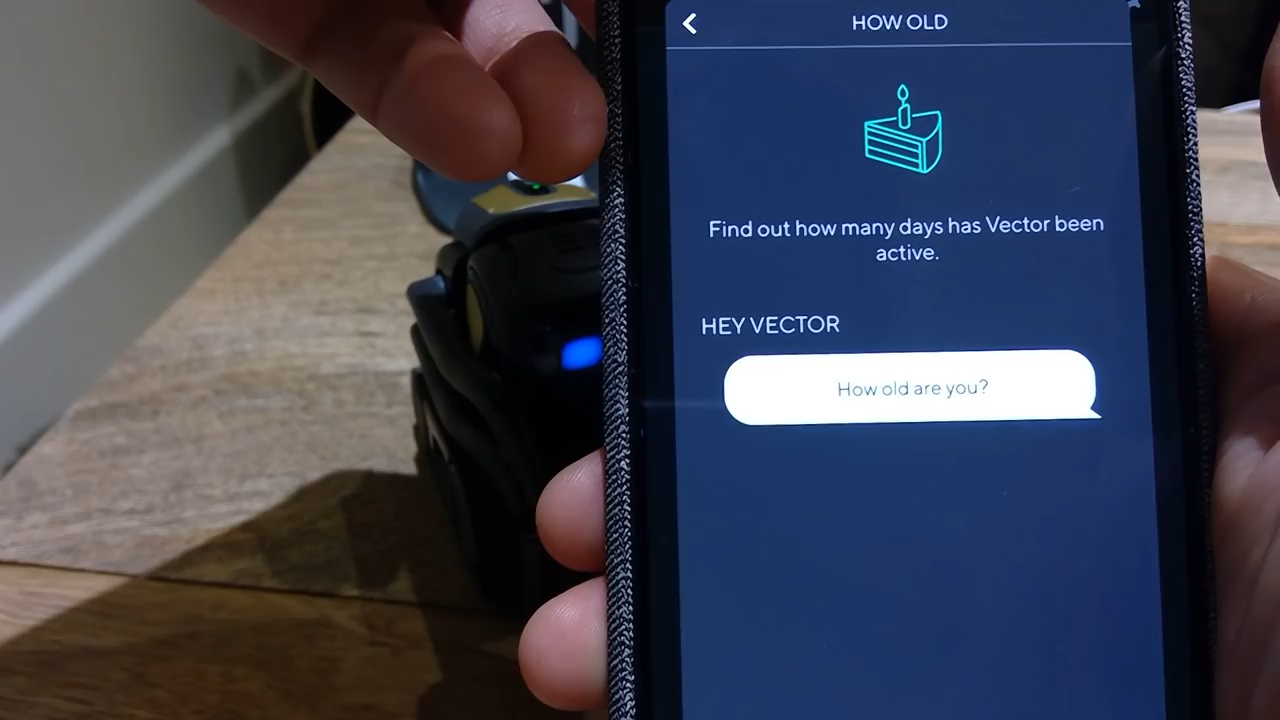 HOW OLD
Find out how many days has Vector been
active.
HEY VECTOR
How old are you?